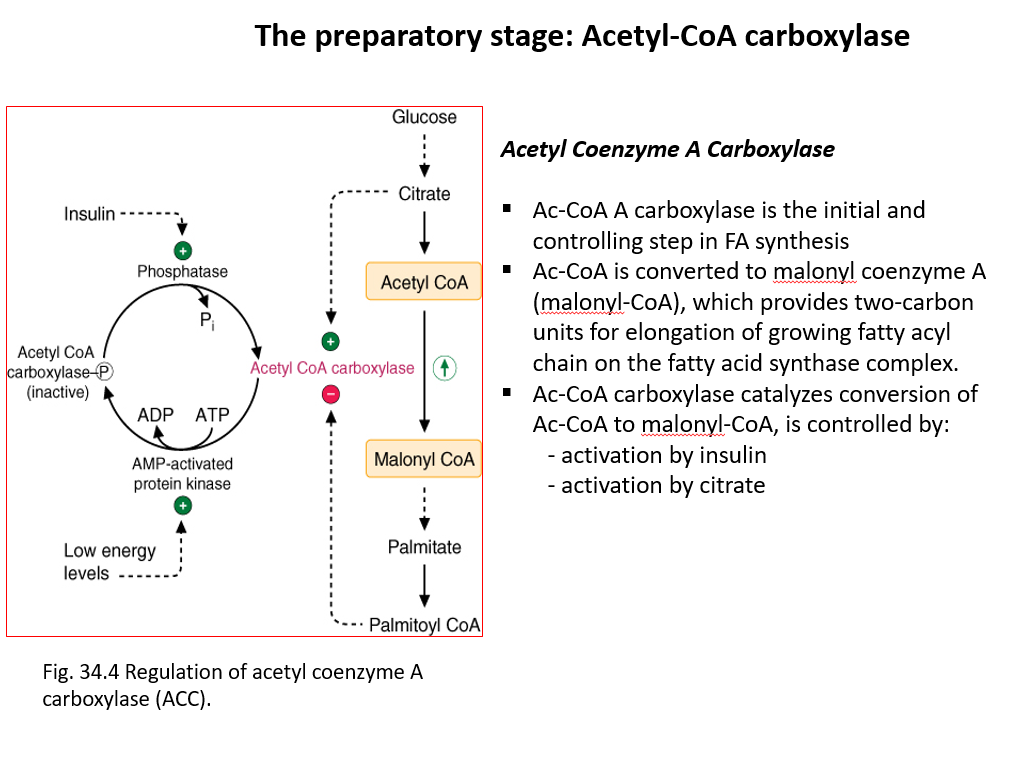 The preparatory stage: Acetyl-CoA carboxylase
Glucose
Citrate
Insulin
+
Phosphatase
Pi
Acetyl CoA
Acetyl CoA
carboxylase–P
(inactive)
+
Acetyl CoA carboxylase
−
ADP ATP
AMP-activated
protein kinase
+
Low energy
levels
Malonyl CoA
Palmitate
Palmitoyl CoA
Fig. 34.4 Regulation of acetyl coenzyme A
carboxylase (ACC).
Acetyl Coenzyme A Carboxylase
▪ Ac-CoA A carboxylase is the initial and
controlling step in FA synthesis
▪ Ac-CoA is converted to malonyl coenzyme A
(malonyl-CoA), which provides two-carbon
units for elongation of growing fatty acyl
chain on the fatty acid synthase complex.
▪ Ac-CoA carboxylase catalyzes conversion of
Ac-CoA to malonyl-CoA, is controlled by:
- activation by insulin
- activation by citrate